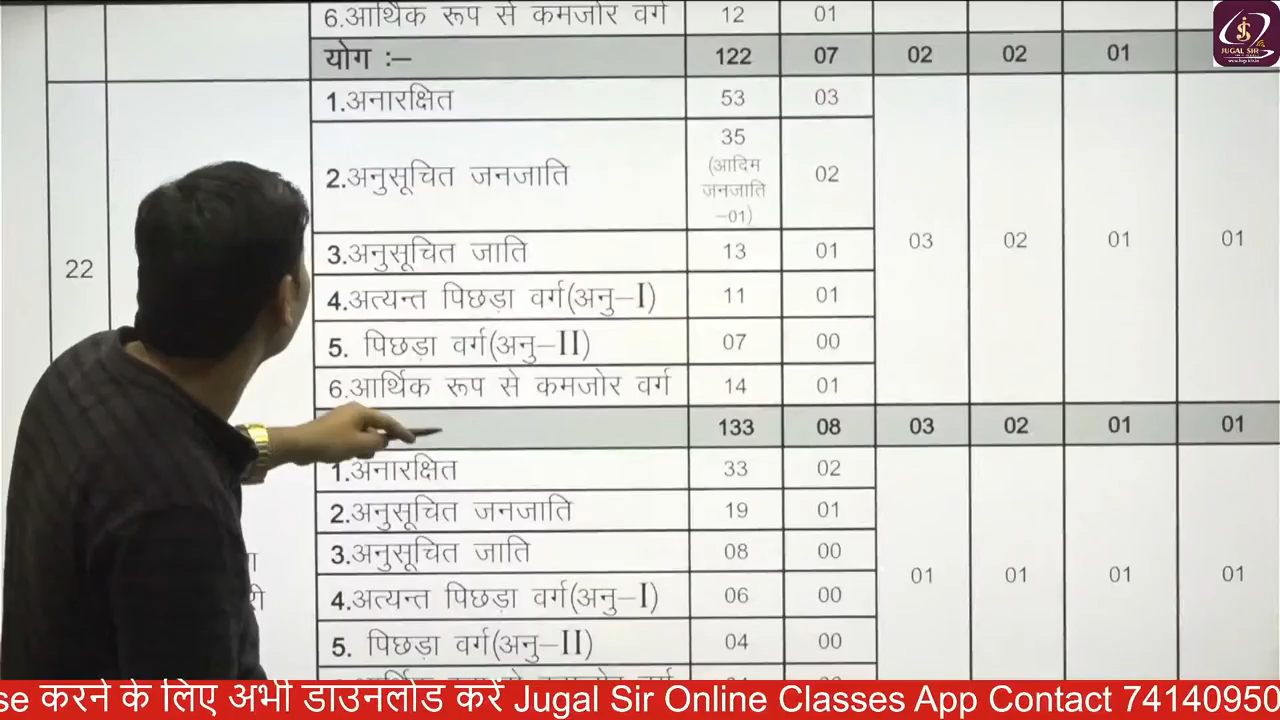 6.आर्थिक रूप से कमजोर वर्ग 12 01
योग :– 122 07 02 02 01
JUGAL SIR
22
1.अनारक्षित 53 03
2.अनुसूचित जनजाति 35 (आदिम जनजाति –01) 02
3.अनुसूचित जाति 13 01
4.अत्यन्त पिछड़ा वर्ग(अनु–I) 11 01
5. पिछड़ा वर्ग(अनु–II) 07 00
6.आर्थिक रूप से कमजोर वर्ग 14 01
03 02 01 01
133 08 03 02 01 01
1.अनारक्षित 33 02
2.अनुसूचित जनजाति 19 01
3.अनुसूचित जाति 08 00
4.अत्यन्त पिछड़ा वर्ग(अनु–I) 06 00
5. पिछड़ा वर्ग(अनु–II) 04 00
01 01 01 01
se करने के लिए अभी डाउनलोड करें Jugal Sir Online Classes App Contact 74140950